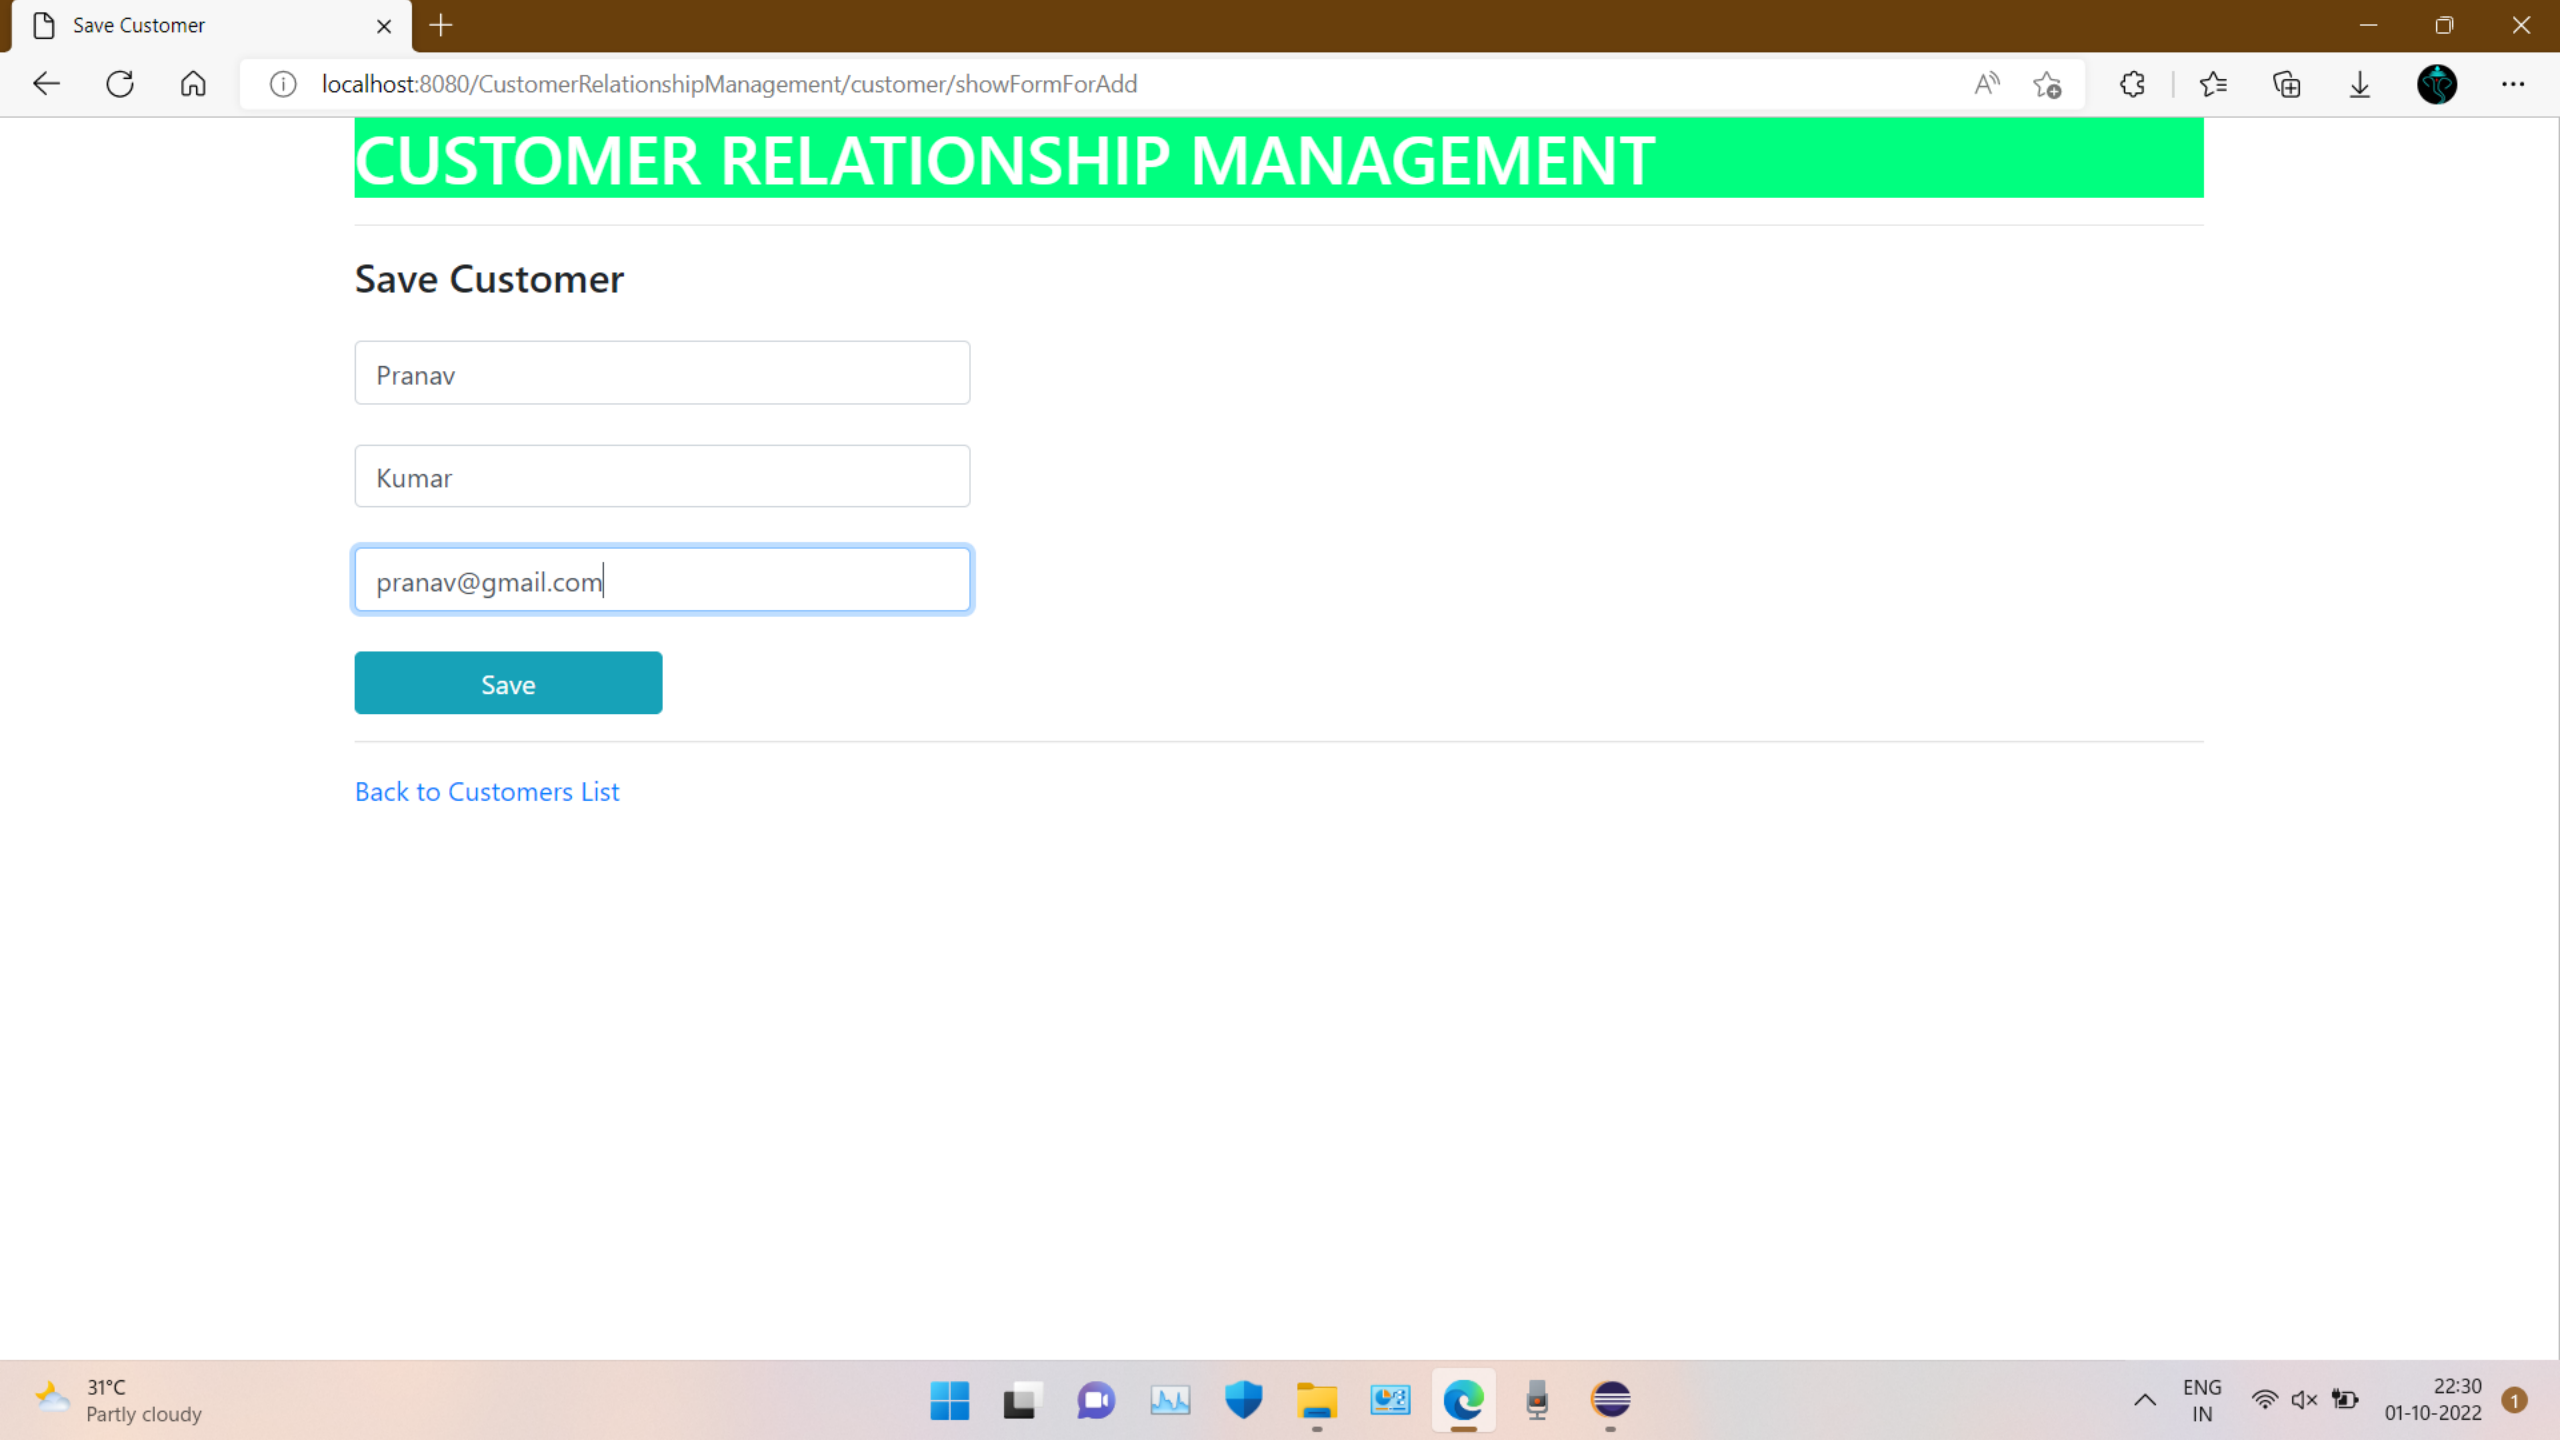 Save Customer
localhost:8080/CustomerRelationshipManagement/customer/showFormForAdd
CUSTOMER RELATIONSHIP MANAGEMENT
Save Customer
Pranav
Kumar
pranav@gmail.com
Save
Back to Customers List
31°C
Partly cloudy
ENG
IN
22:30
01-10-2022
1